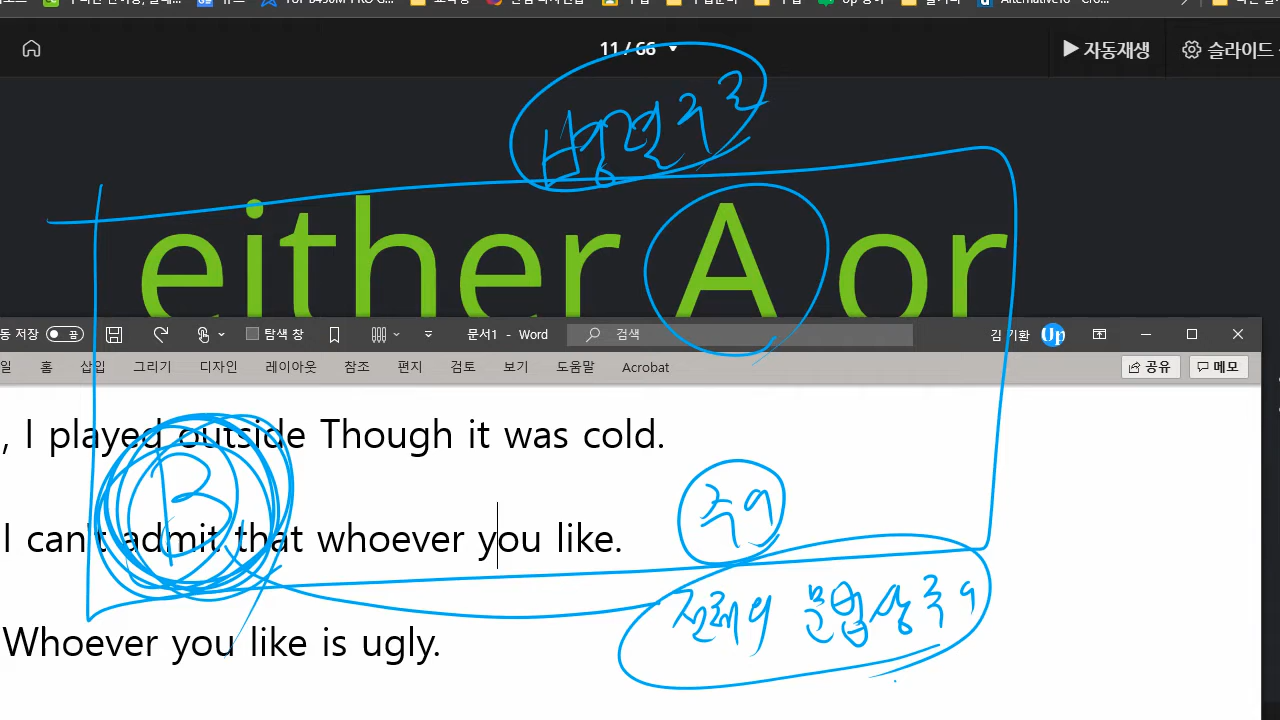 11 / 66
자동재생
슬라이드
병렬구조
either A or
동 저장
끔
탐색 창
문서1 - Word
검색
김 기환
Up
일 홈 삽입 그리기 디자인 레이아웃 참조 편지 검토 보기 도움말 Acrobat
공유
메모
, I played outside Though it was cold.
B
주어
I can't admit that whoever you like.
전체의 문법상 주어
Whoever you like is ugly.